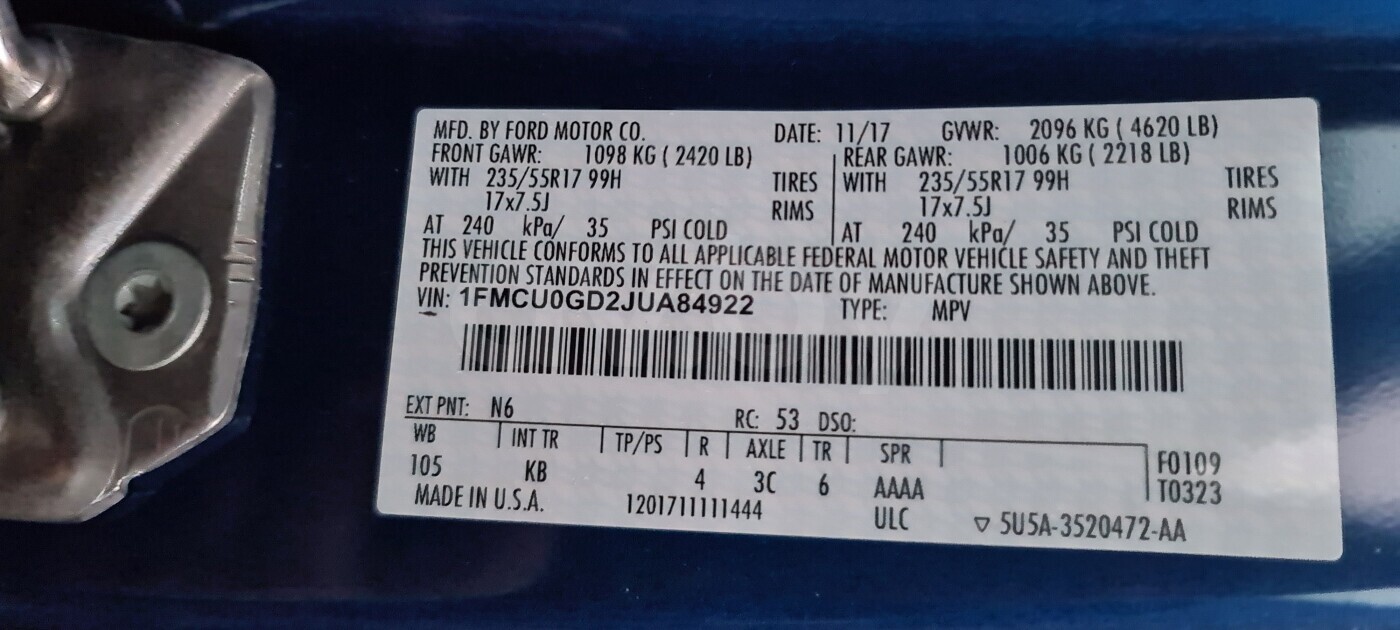 MFD. BY FORD MOTOR CO. DATE: 11/17 GVWR: 2096 KG ( 4620 LB)
FRONT GAWR: 1098 KG ( 2420 LB) REAR GAWR: 1006 KG ( 2218 LB)
WITH 235/55R17 99H TIRES WITH 235/55R17 99H TIRES
17x7.5J RIMS 17x7.5J RIMS
AT 240 kPa/ 35 PSI COLD AT 240 kPa/ 35 PSI COLD
THIS VEHICLE CONFORMS TO ALL APPLICABLE FEDERAL MOTOR VEHICLE SAFETY AND THEFT
PREVENTION STANDARDS IN EFFECT ON THE DATE OF MANUFACTURE SHOWN ABOVE.
VIN: 1FMCU0GD2JUA84922 TYPE: MPV
EXT PNT: N6 RC: 53 DSO:
WB INT TR TP/PS R AXLE TR SPR F0109
105 KB 4 3C 6 AAAA T0323
MADE IN U.S.A. 1201711111444 ULC ▽ 5U5A-3520472-AA